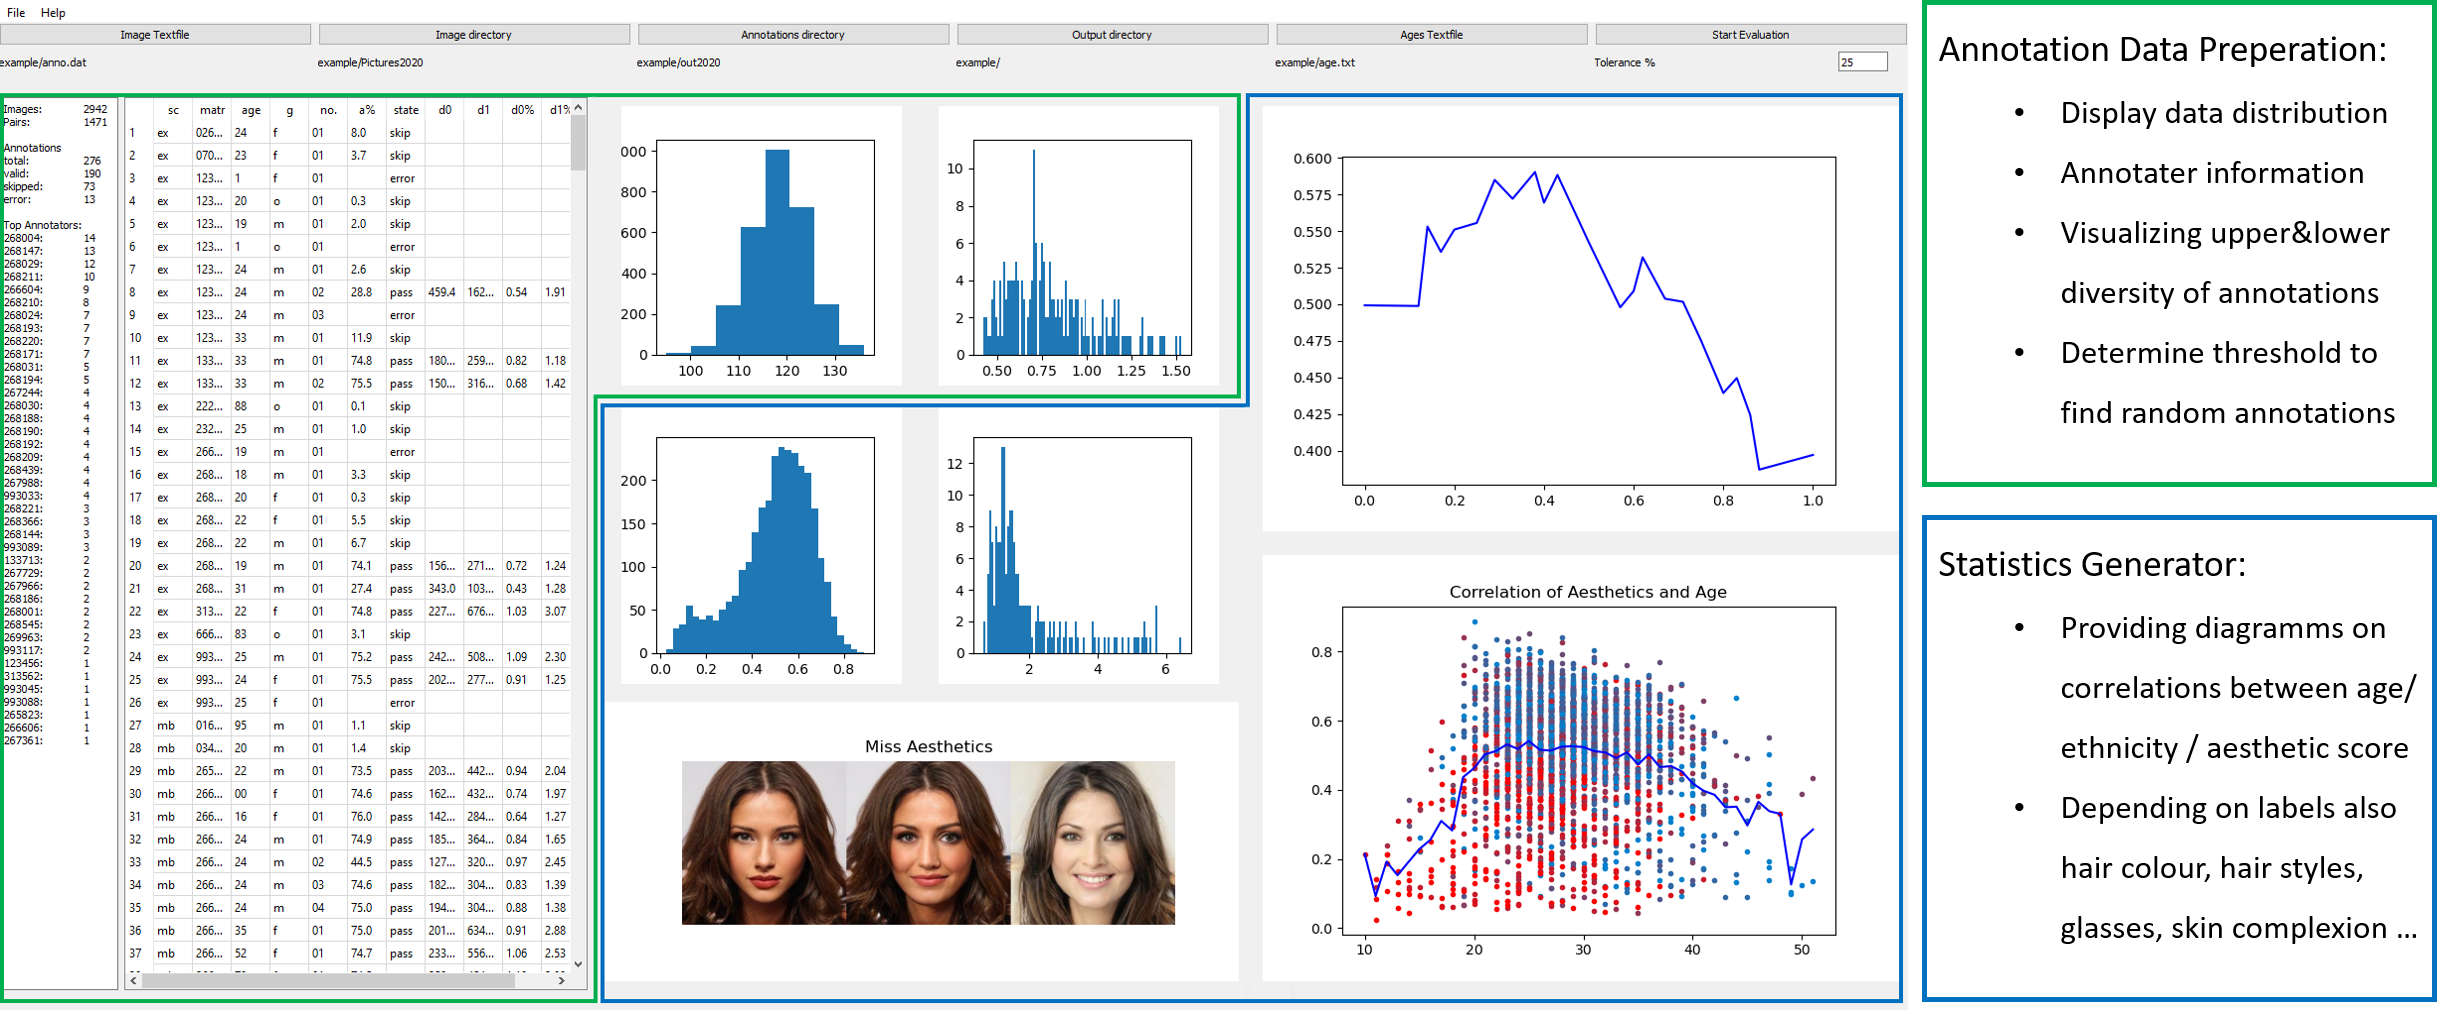 File Help
Image Textfile Image directory Annotations directory Output directory Ages Textfile Start Evaluation
example/anno.dat example/Pictures2020 example/out2020 example/ example/age.txt Tolerance % 25
Images: 2942
Pairs: 1471
Annotations
total: 276
valid: 190
skipped: 73
error: 13
Top Annotators:
268004: 14
268147: 13
268029: 12
268211: 10
266604: 9
268210: 8
268024: 7
268193: 7
268220: 7
268171: 7
268031: 5
268194: 5
267244: 4
268030: 4
268188: 4
268190: 4
268192: 4
268209: 4
268439: 4
267988: 4
993033: 4
268221: 3
268366: 3
268144: 3
993089: 3
133713: 2
267729: 2
267966: 2
268186: 2
268001: 2
268545: 2
269963: 2
993117: 2
123456: 1
313562: 1
993045: 1
993088: 1
265823: 1
266606: 1
267361: 1
sc matr age g no. a% state d0 d1 d0% d1%
1 ex 026... 24 f 01 8.0 skip
2 ex 070... 23 f 01 3.7 skip
3 ex 123... 1 f 01 error
4 ex 123... 20 o 01 0.3 skip
5 ex 123... 19 m 01 2.0 skip
6 ex 123... 1 o 01 error
7 ex 123... 24 m 01 2.6 skip
8 ex 123... 24 m 02 28.8 pass 459.4 162... 0.54 1.91
9 ex 123... 24 m 03 error
10 ex 123... 33 m 01 11.9 skip
11 ex 133... 33 m 01 74.8 pass 180... 259... 0.82 1.18
12 ex 133... 33 m 02 75.5 pass 150... 316... 0.68 1.42
13 ex 222... 88 o 01 0.1 skip
14 ex 232... 25 m 01 1.0 skip
15 ex 266... 19 m 01 error
16 ex 268... 18 m 01 3.3 skip
17 ex 268... 20 f 01 0.3 skip
18 ex 268... 22 f 01 5.5 skip
19 ex 268... 22 m 01 6.7 skip
20 ex 268... 19 m 01 74.1 pass 156... 271... 0.72 1.24
21 ex 268... 31 m 01 27.4 pass 343.0 103... 0.43 1.28
22 ex 313... 22 f 01 74.8 pass 227... 676... 1.03 3.07
23 ex 666... 83 o 01 3.1 skip
24 ex 993... 25 m 01 75.2 pass 242... 508... 1.09 2.30
25 ex 993... 24 f 01 75.5 pass 202... 277... 0.91 1.25
26 ex 993... 25 f 01 error
27 mb 016... 95 m 01 1.1 skip
28 mb 034... 20 m 01 1.4 skip
29 mb 265... 22 m 01 73.5 pass 203... 442... 0.94 2.04
30 mb 266... 00 f 01 74.6 pass 162... 432... 0.74 1.97
31 mb 266... 16 f 01 76.0 pass 142... 284... 0.64 1.27
32 mb 266... 24 m 01 74.9 pass 185... 364... 0.84 1.65
33 mb 266... 24 m 02 44.5 pass 127... 320... 0.97 2.45
34 mb 266... 24 m 03 74.6 pass 182... 304... 0.83 1.39
35 mb 266... 24 m 04 75.0 pass 194... 304... 0.88 1.38
36 mb 266... 35 f 01 75.0 pass 201... 634... 0.91 2.88
37 mb 266... 52 f 01 74.7 pass 233... 556... 1.06 2.53
000
800
600
400
200
0
100 110 120 130
10
8
6
4
2
0
0.50 0.75 1.00 1.25 1.50
200
150
100
50
0
0.0 0.2 0.4 0.6 0.8
12
10
8
6
4
2
0
2 4 6
Miss Aesthetics
0.600
0.575
0.550
0.525
0.500
0.475
0.450
0.425
0.400
0.0 0.2 0.4 0.6 0.8 1.0
Correlation of Aesthetics and Age
0.8
0.6
0.4
0.2
0.0
10 20 30 40 50
Annotation Data Preperation:
• Display data distribution
• Annotater information
• Visualizing upper&lower
diversity of annotations
• Determine threshold to
find random annotations
Statistics Generator:
• Providing diagramms on
correlations between age/
ethnicity / aesthetic score
• Depending on labels also
hair colour, hair styles,
glasses, skin complexion ...